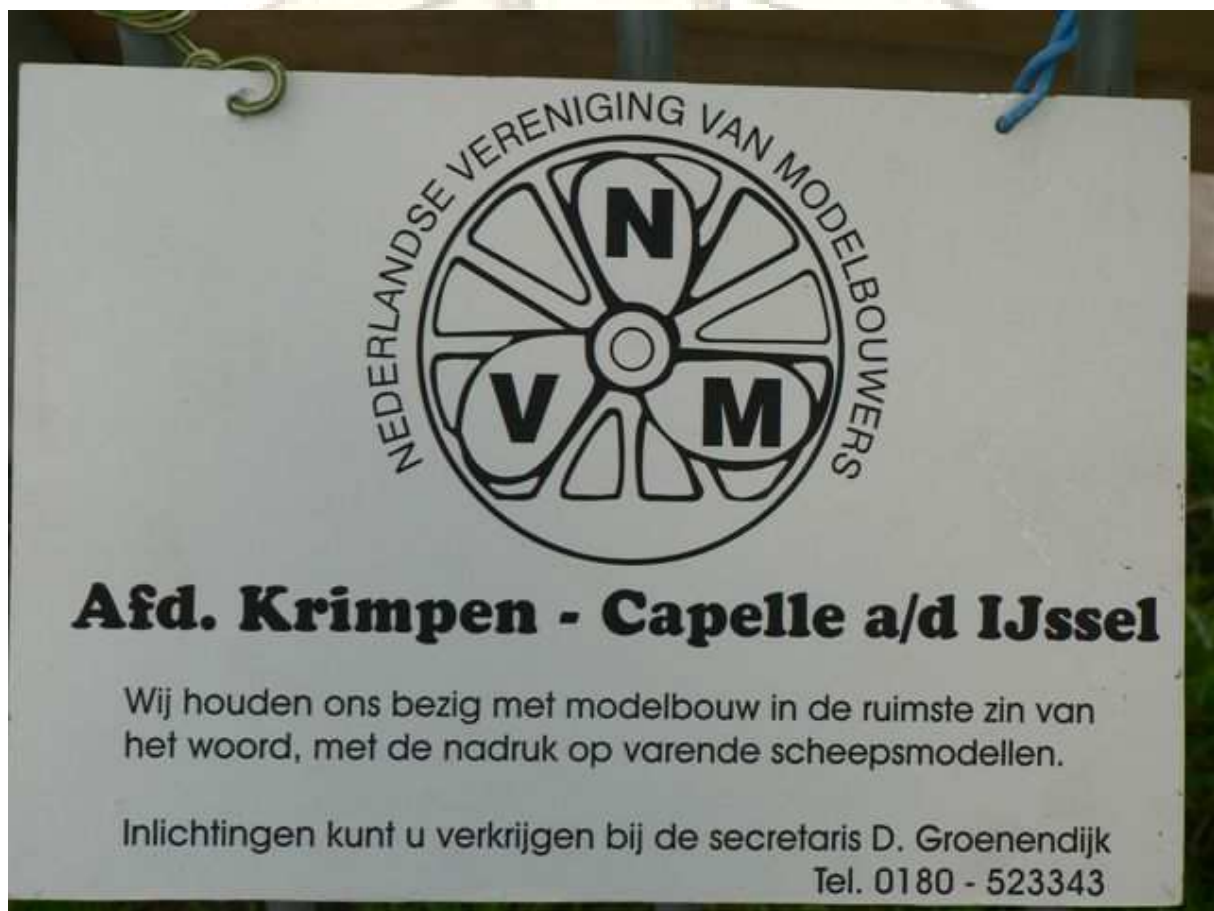 NEDERLANDSE VERENIGING VAN MODELBOUWERS
N
V M
Afd. Krimpen - Capelle a/d IJssel
Wij houden ons bezig met modelbouw in de ruimste zin van
het woord, met de nadruk op varende scheepsmodellen.
Inlichtingen kunt u verkrijgen bij de secretaris D. Groenendijk
Tel. 0180 - 523343